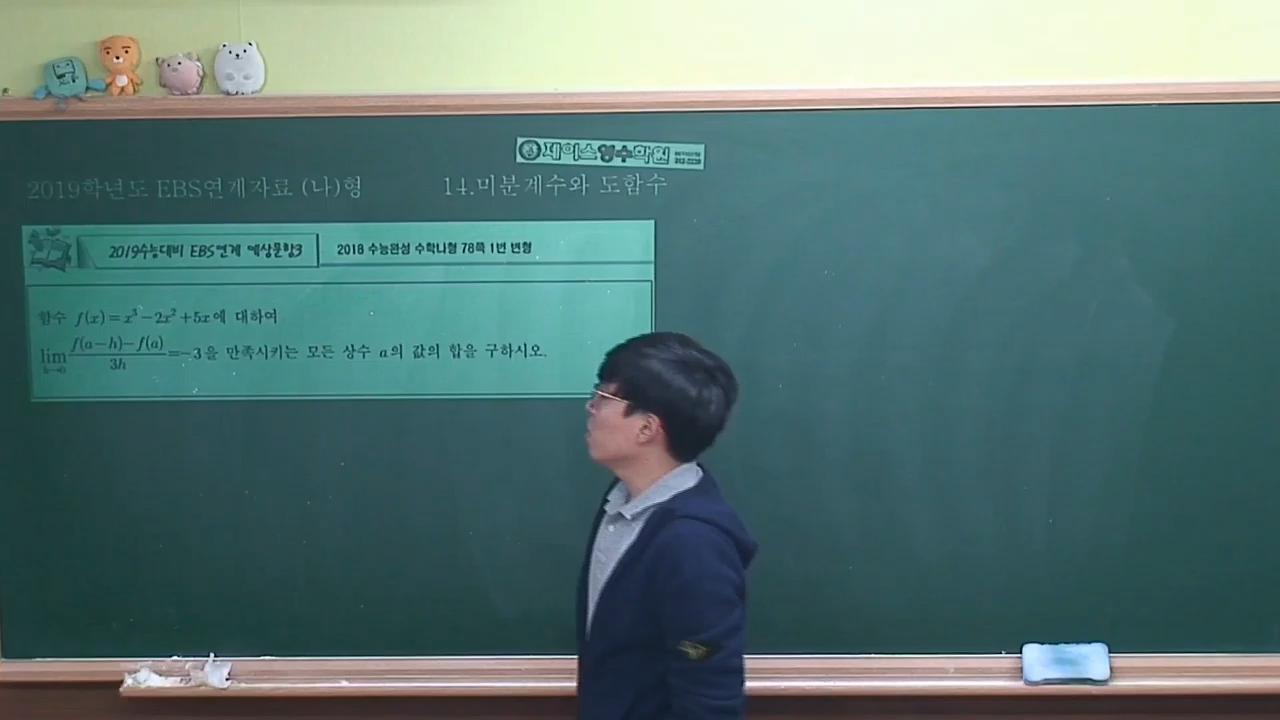 제이스영수학원
2019학년도 EBS연계자료 (나)형 14.미분계수와 도함수
2019수능대비 EBS연계 예상문항3 2018 수능완성 수학나형 78쪽 1번 변형
함수 f(x)=x³-2x²+5x에 대하여
lim h→0 f(a-h)-f(a) / 3h =-3을 만족시키는 모든 상수 a의 값의 합을 구하시오.